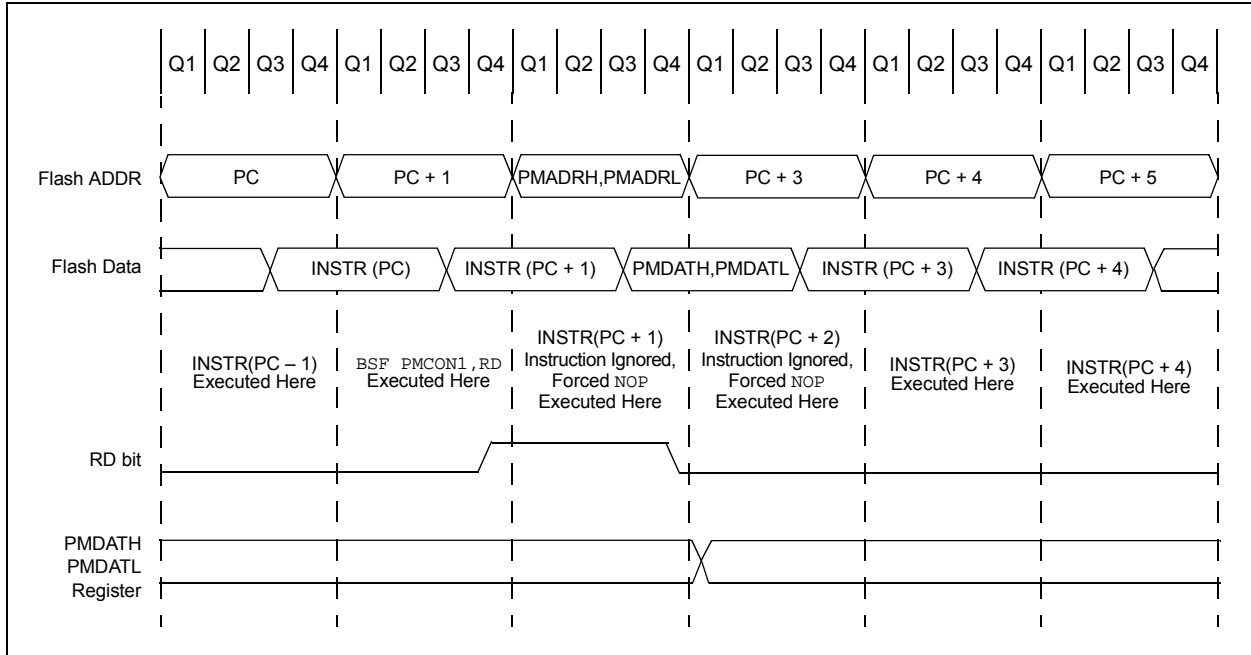 Q1 Q2 Q3 Q4 Q1 Q2 Q3 Q4 Q1 Q2 Q3 Q4 Q1 Q2 Q3 Q4 Q1 Q2 Q3 Q4 Q1 Q2 Q3 Q4
Flash ADDR PC PC + 1 PMADRH,PMADRL PC + 3 PC + 4 PC + 5
Flash Data INSTR (PC) INSTR (PC + 1) PMDATH,PMDATL INSTR (PC + 3) INSTR (PC + 4)
INSTR(PC – 1)
Executed Here
BSF PMCON1,RD
Executed Here
INSTR(PC + 1)
Instruction Ignored,
Forced NOP
Executed Here
INSTR(PC + 2)
Instruction Ignored,
Forced NOP
Executed Here
INSTR(PC + 3)
Executed Here
INSTR(PC + 4)
Executed Here
RD bit
PMDATH
PMDATL
Register